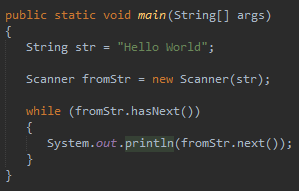 public static void main(String[] args)
{
    String str = "Hello World";

    Scanner fromStr = new Scanner(str);

    while (fromStr.hasNext())
    {
        System.out.println(fromStr.next());
    }
}